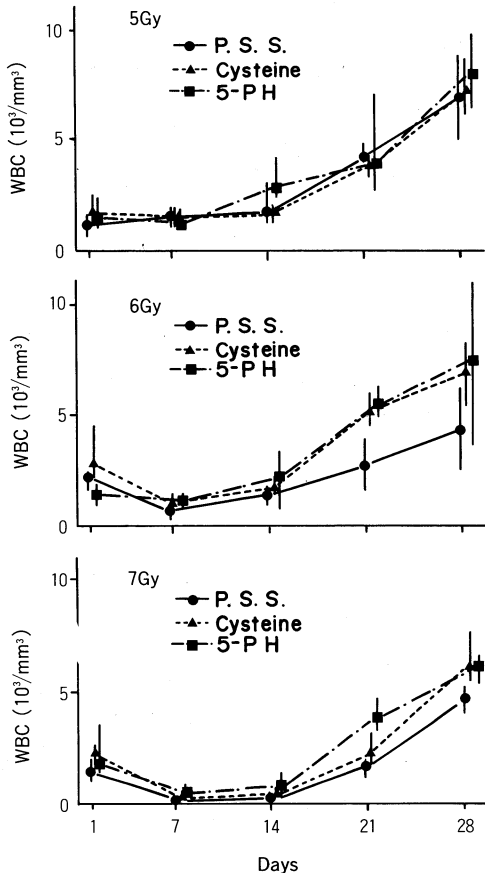 5Gy
10
5
0
WBC (10³/mm³)
P. S. S.
Cysteine
5-P H
6Gy
10
5
0
WBC (10³/mm³)
P. S. S.
Cysteine
5-P H
7Gy
10
5
0
WBC (10³/mm³)
P. S. S.
Cysteine
5-P H
1 7 14 21 28
Days